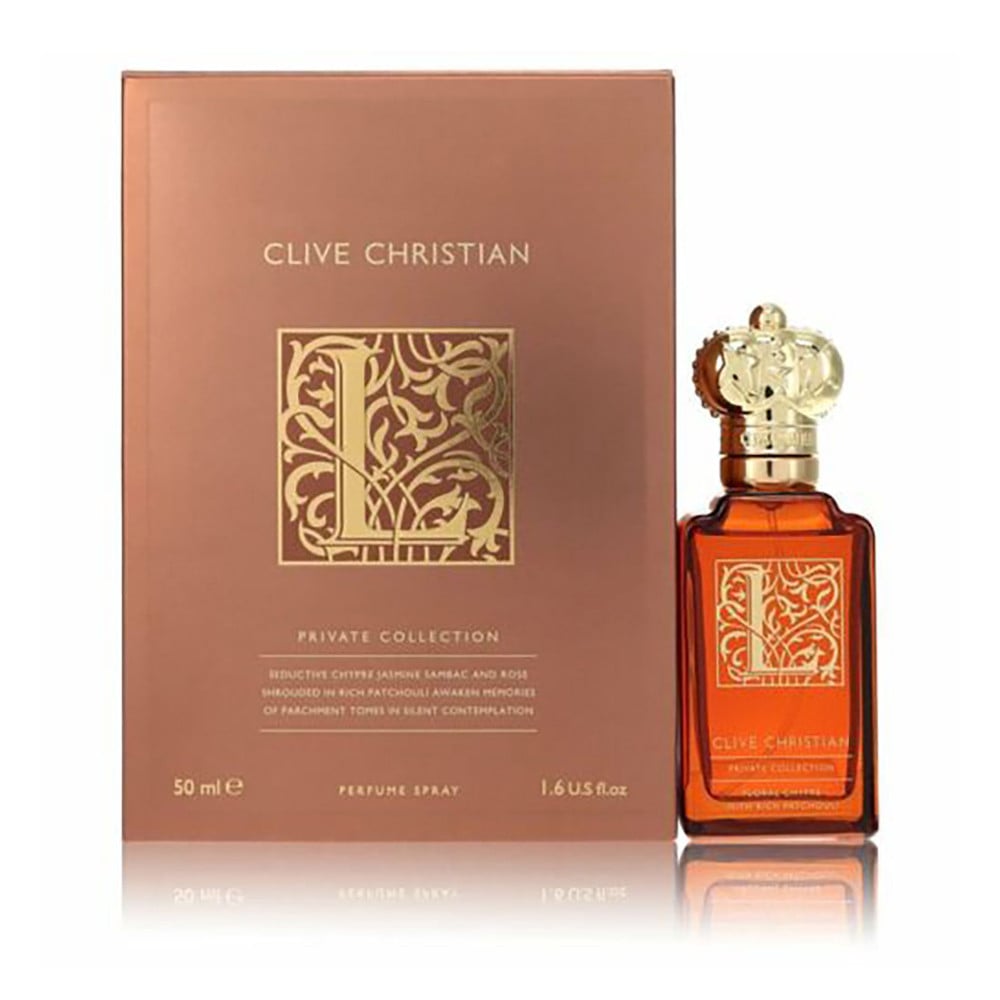 CLIVE CHRISTIAN
L
PRIVATE COLLECTION
SEDUCTIVE CHYPRE JASMINE SAMBAC AND ROSE
SHROUDED IN RICH PATCHOULI AWAKEN MEMORIES
OF PARCHMENT TOMES IN SILENT CONTEMPLATION
50 ml e
PERFUME SPRAY
1.6 U.S fl.oz
L
CLIVE CHRISTIAN
PRIVATE COLLECTION
FLORAL CHYPRE
WITH RICH PATCHOULI